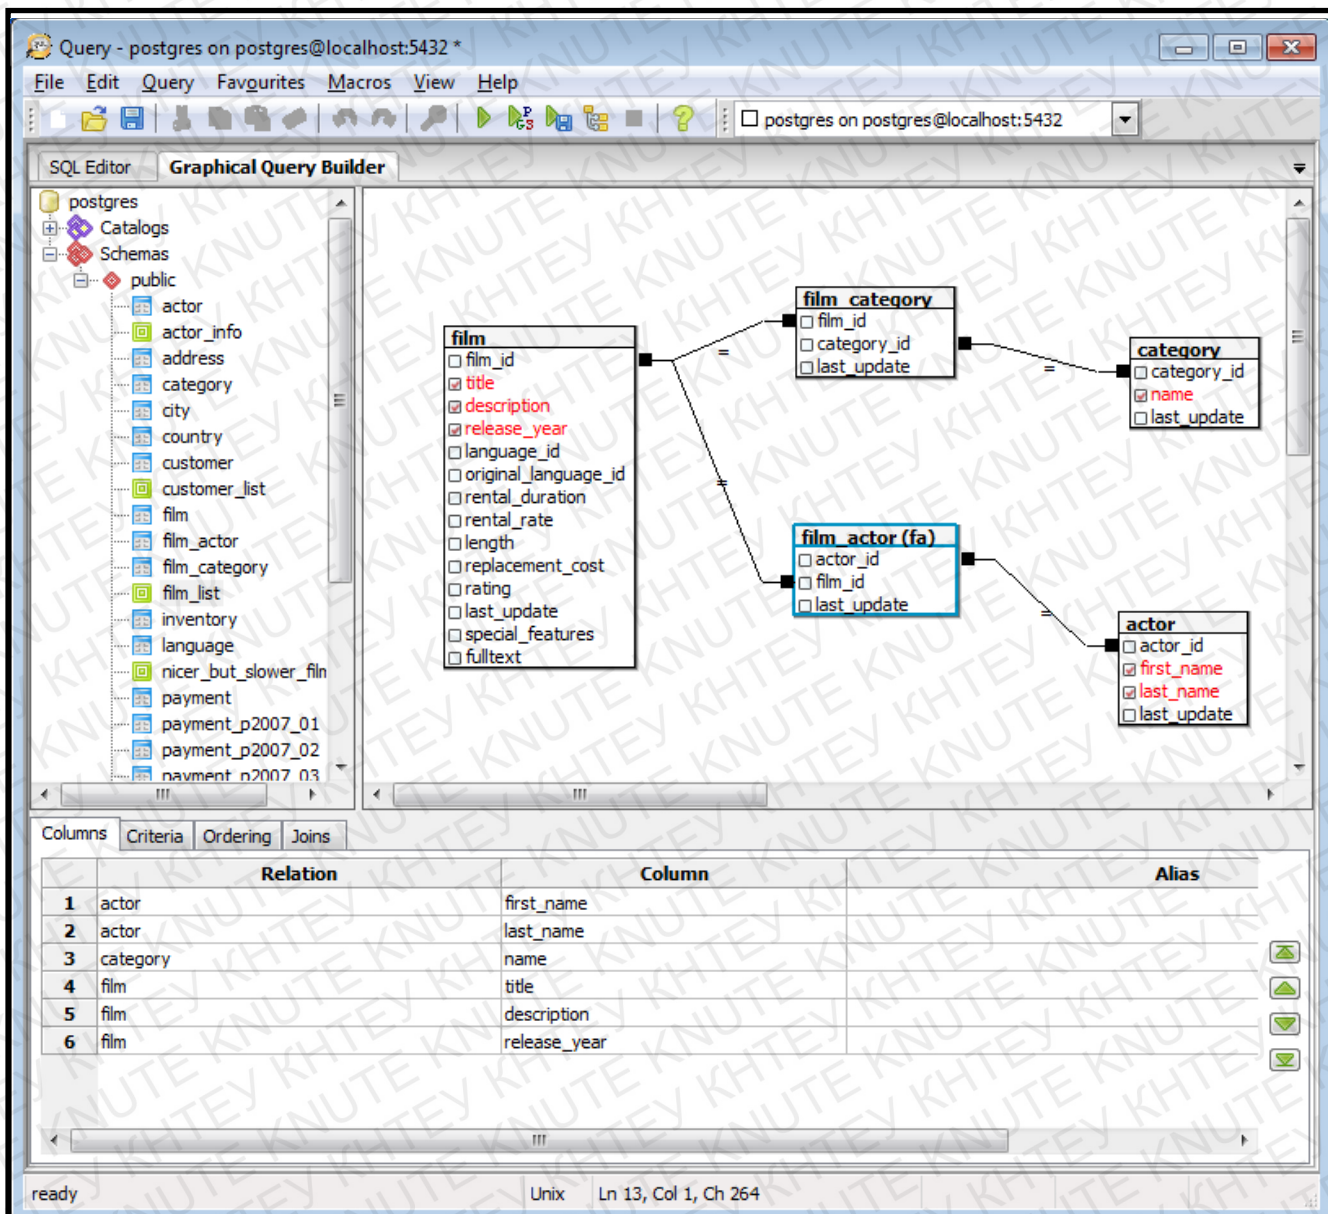 Query - postgres on postgres@localhost:5432 *
File Edit Query Favourites Macros View Help
postgres on postgres@localhost:5432
SQL Editor Graphical Query Builder
postgres
Catalogs
Schemas
public
actor
actor_info
address
category
city
country
customer
customer_list
film
film_actor
film_category
film_list
inventory
language
nicer_but_slower_film
payment
payment_p2007_01
payment_p2007_02
payment_p2007_03
film
film_id
title
description
release_year
language_id
original_language_id
rental_duration
rental_rate
length
replacement_cost
rating
last_update
special_features
fulltext
film_category
film_id
category_id
last_update
category
category_id
name
last_update
film_actor (fa)
actor_id
film_id
last_update
actor
actor_id
first_name
last_name
last_update
=
=
=
=
Columns Criteria Ordering Joins
Relation Column Alias
1 actor first_name
2 actor last_name
3 category name
4 film title
5 film description
6 film release_year
ready Unix Ln 13, Col 1, Ch 264